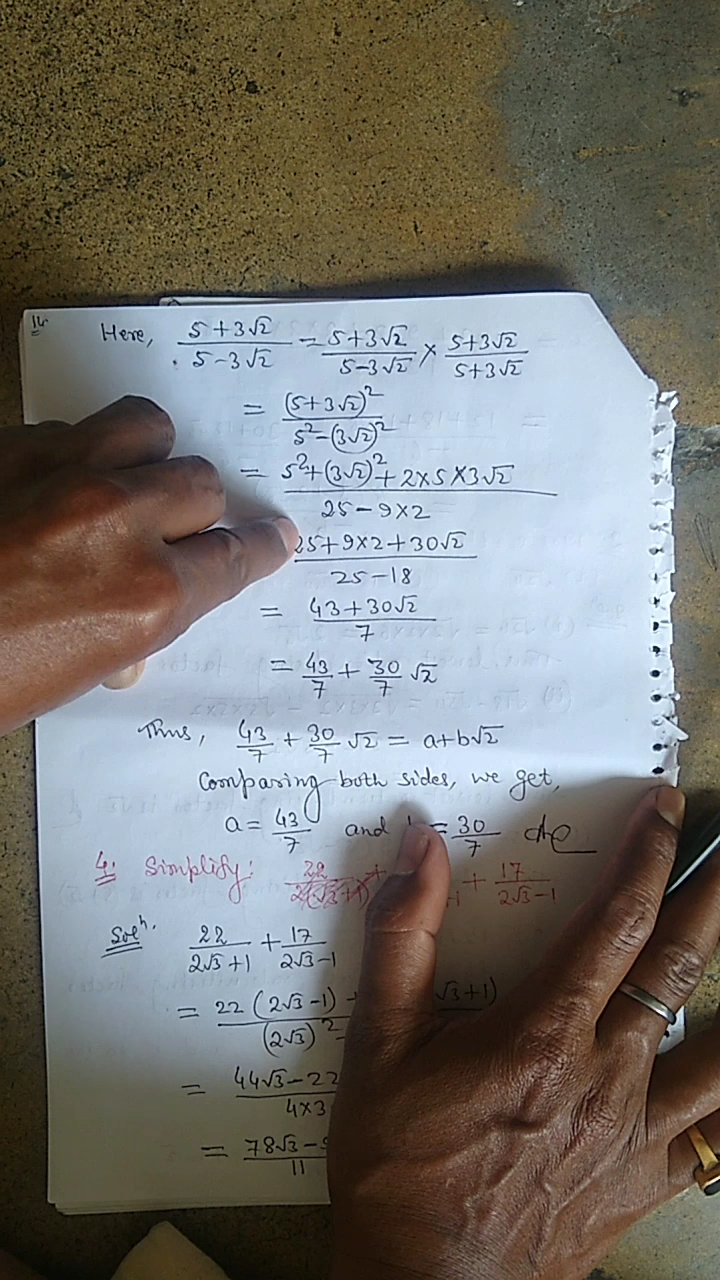 14. Here, (5+3√2)/(5-3√2) = (5+3√2)/(5-3√2) × (5+3√2)/(5+3√2)
= (5+3√2)²/(5²-(3√2)²)
= (5²+(3√2)²+2×5×3√2)/(25-9×2)
(25+9×2+30√2)/(25-18)
= (43+30√2)/7
= 43/7 + 30/7 √2
Thus, 43/7 + 30/7 √2 = a+b√2
Comparing both sides, we get,
a = 43/7 and = 30/7
4. Simplify: + 17/(2√3-1)
Solⁿ. 22/(2√3+1) + 17/(2√3-1)
= 22(2√3-1) √3+1) / (2√3)² -
= 44√3-22 / 4×3
= 78√3- / 11